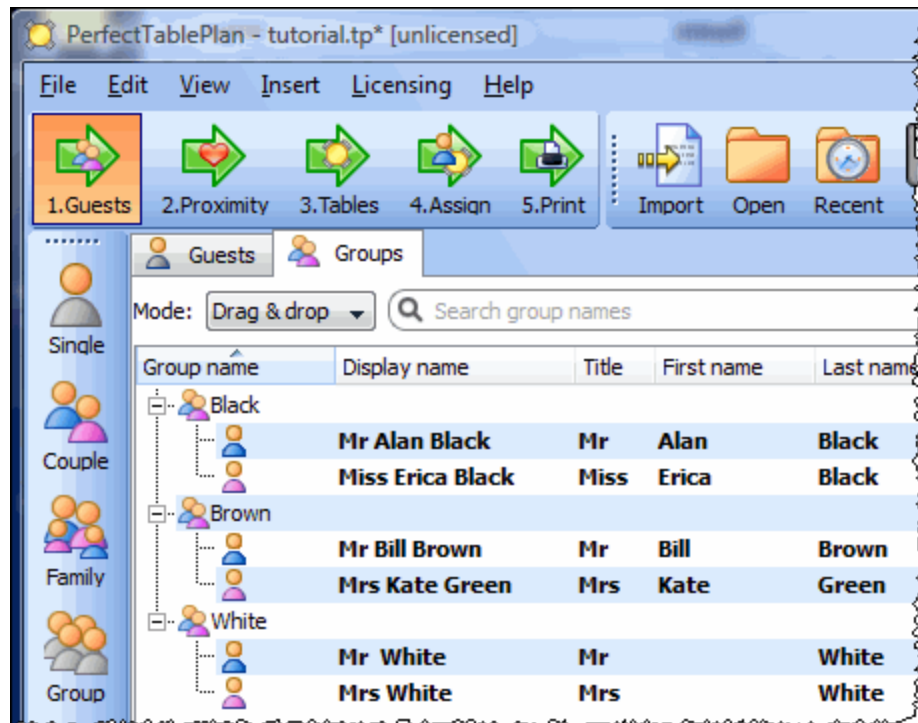 PerfectTablePlan - tutorial.tp* [unlicensed]
File Edit View Insert Licensing Help
1.Guests 2.Proximity 3.Tables 4.Assign 5.Print Import Open Recent
Guests Groups
Mode: Drag & drop Search group names
Single
Group name Display name Title First name Last name
Black
Mr Alan Black Mr Alan Black
Couple
Miss Erica Black Miss Erica Black
Brown
Mr Bill Brown Mr Bill Brown
Family
Mrs Kate Green Mrs Kate Green
White
Mr White Mr White
Group
Mrs White Mrs White